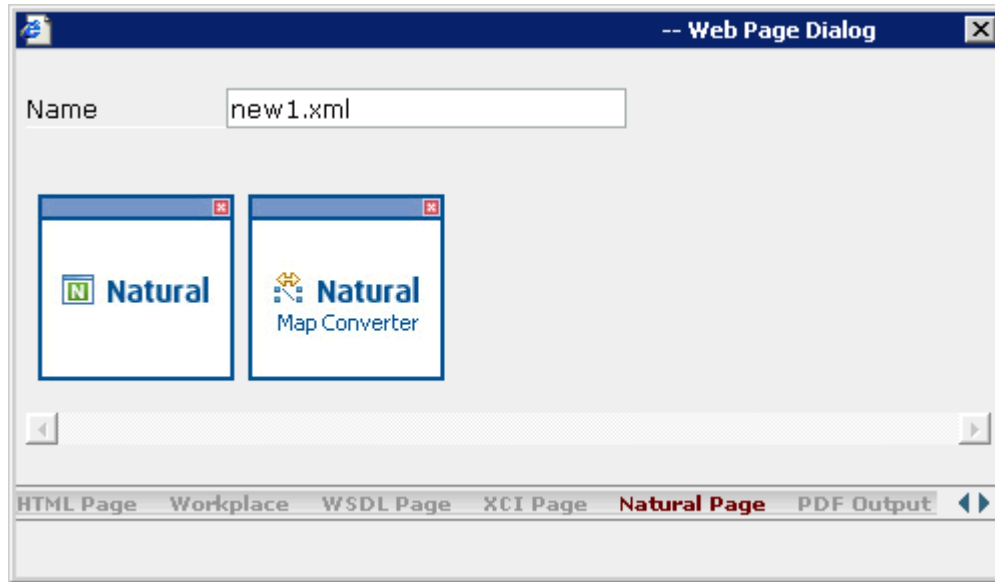 -- Web Page Dialog
Name new1.xml
Natural Natural
Map Converter
HTML Page Workplace WSDL Page XCI Page Natural Page PDF Output